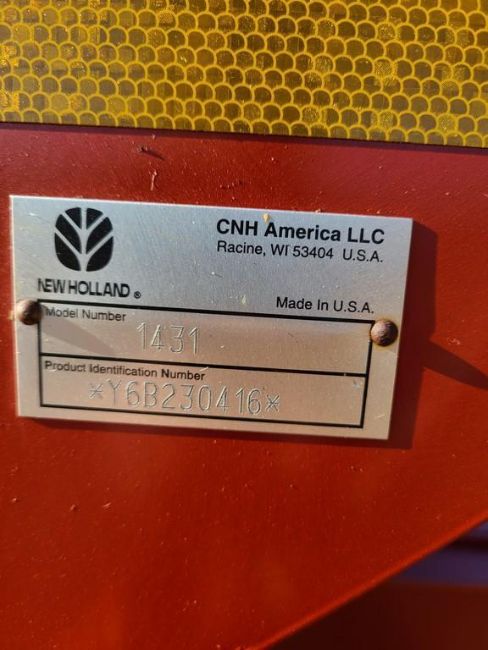 CNH America LLC
Racine, WI 53404 U.S.A.
NEW HOLLAND ®
Made In U.S.A.
Model Number
1431
Product Identification Number
*Y6B230416*